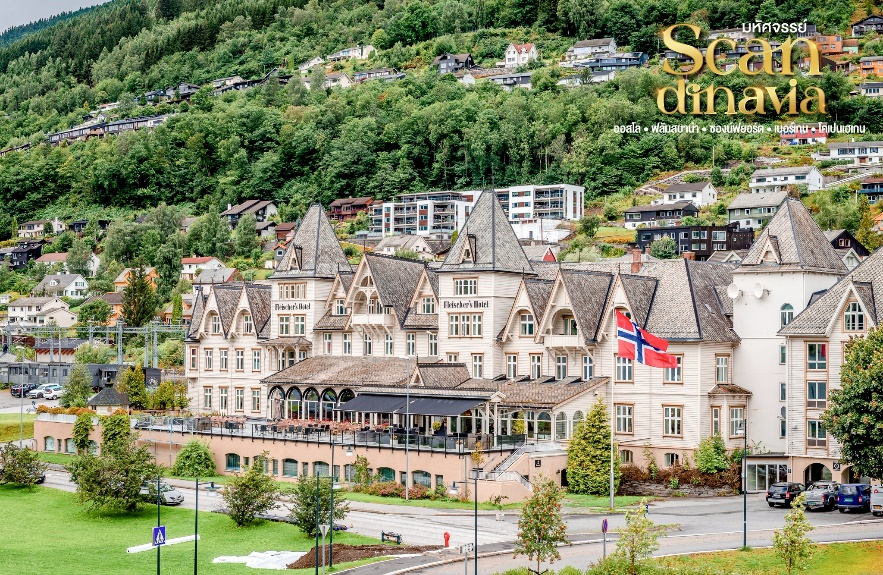 มหัศจรรย์
Scan
dinavia
ออสโล • ฟลัมสบาน่า • ซองน์ฟยอร์ด • เบอร์เกน • โคเปนเฮเกน
Fleischer's Hotel
Fleischer's Hotel